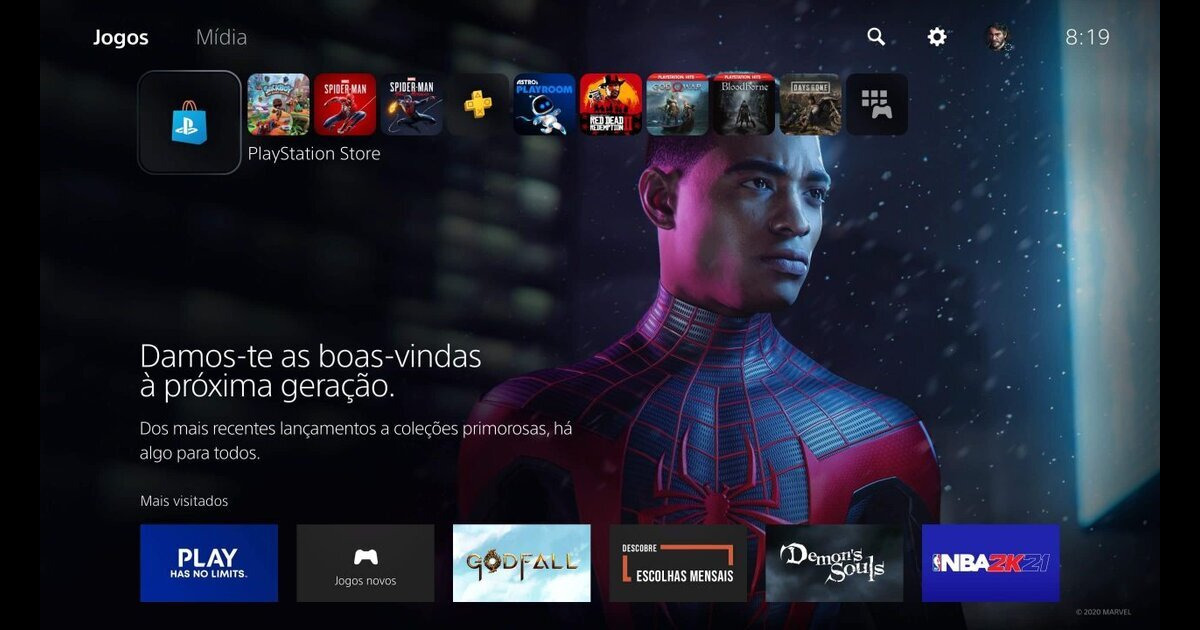 Jogos
Mídia
8:19
SACKBOY
SPIDER-MAN
SPIDER-MAN
ASTRO's
PLAYROOM
RED DEAD
REDEMPTION II
PLAYSTATION HITS
GOD OF WAR
PLAYSTATION HITS
Bloodborne
DAYS GONE
PlayStation Store
Damos-te as boas-vindas
à próxima geração.
Dos mais recentes lançamentos a coleções primorosas, há
algo para todos.
Mais visitados
PLAY
HAS NO LIMITS™
Jogos novos
GODFALL
DESCOBRE
ESCOLHAS MENSAIS
Demon's
Souls
NBA2K21
© 2020 MARVEL